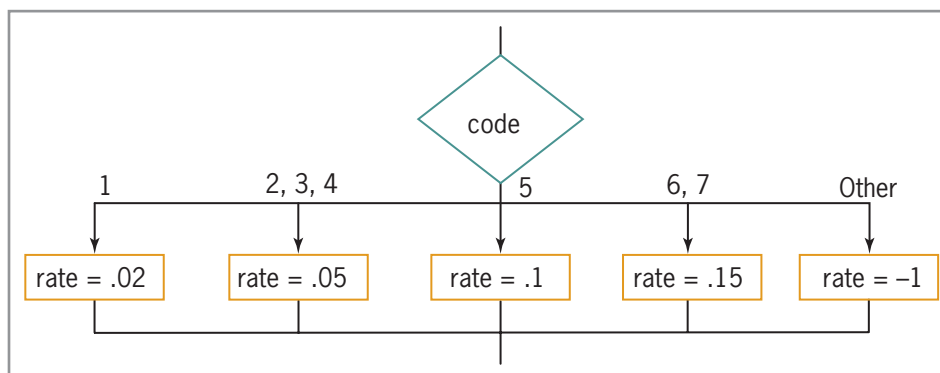 code
1
2, 3, 4
5
6, 7
Other
rate = .02
rate = .05
rate = .1
rate = .15
rate = –1